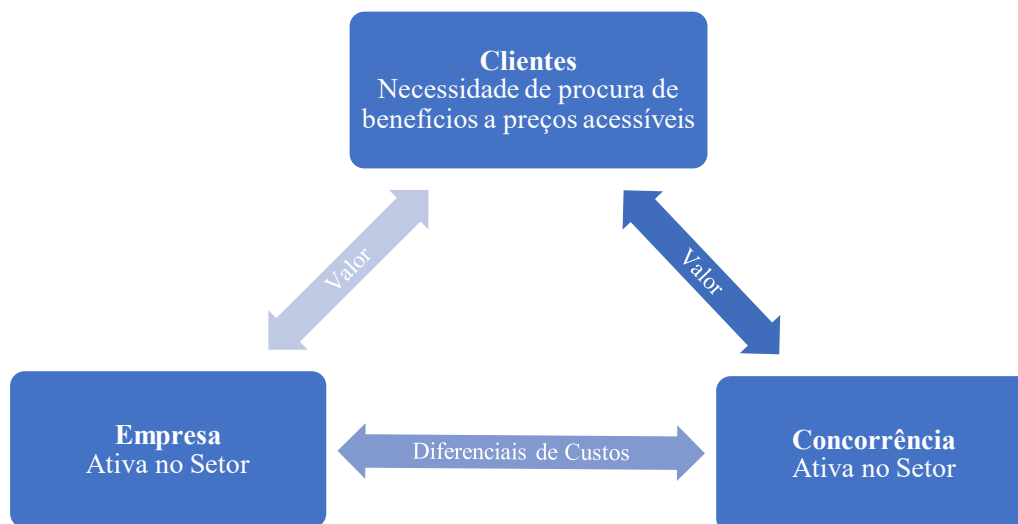 Clientes
Necessidade de procura de
benefícios a preços acessíveis
Valor
Valor
Empresa
Ativa no Setor
Diferenciais de Custos
Concorrência
Ativa no Setor